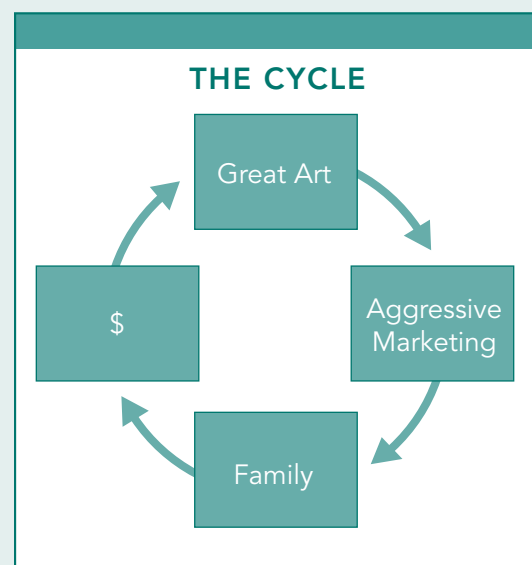 THE CYCLE
Great Art
Aggressive
Marketing
Family
$